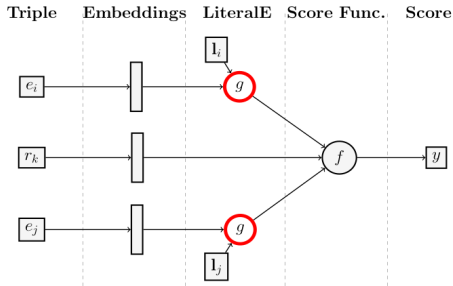 Triple Embeddings LiteralE Score Func. Score
l_i
e_i g
r_k f y
e_j g
l_j